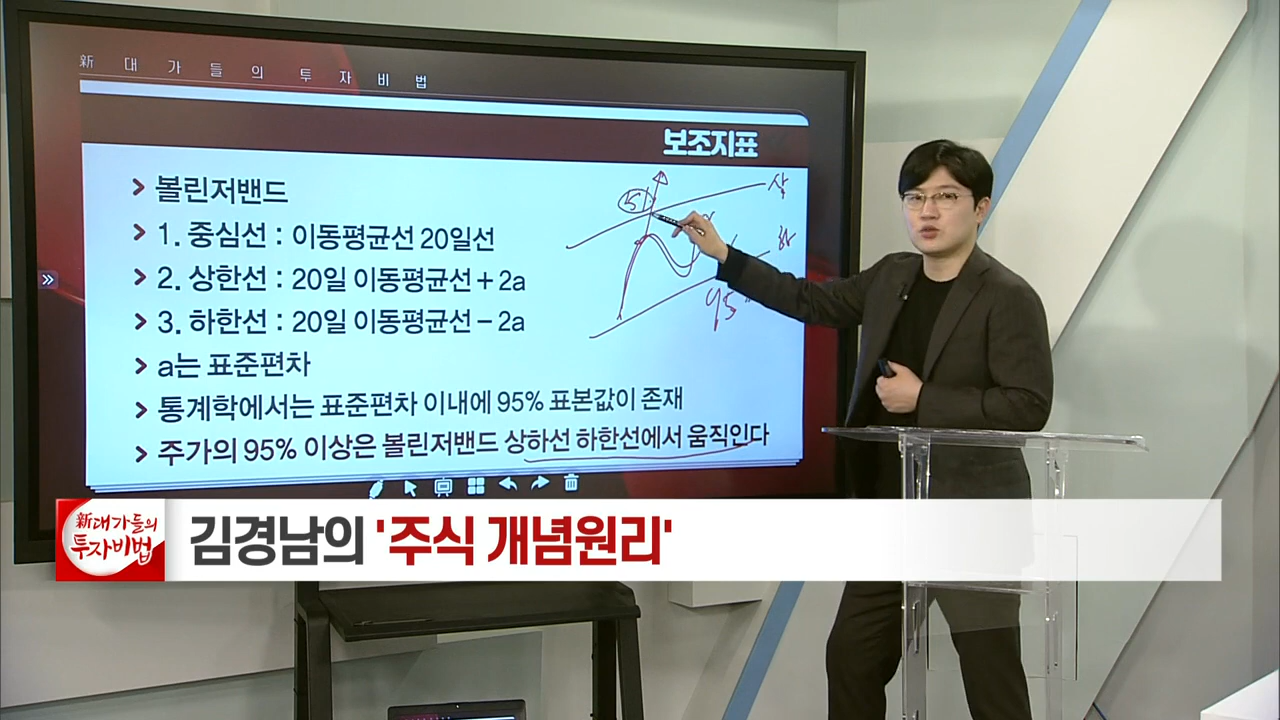 新 대 가 들 의 투 자 비 법
보조지표
볼린저밴드
1. 중심선 : 이동평균선 20일선
2. 상한선 : 20일 이동평균선 + 2a
3. 하한선 : 20일 이동평균선 − 2a
a는 표준편차
통계학에서는 표준편차 이내에 95% 표본값이 존재
주가의 95% 이상은 볼린저밴드 상하선 하한선에서 움직인다
상
하
5
95
新대가들의
투자비법
김경남의 '주식 개념원리'